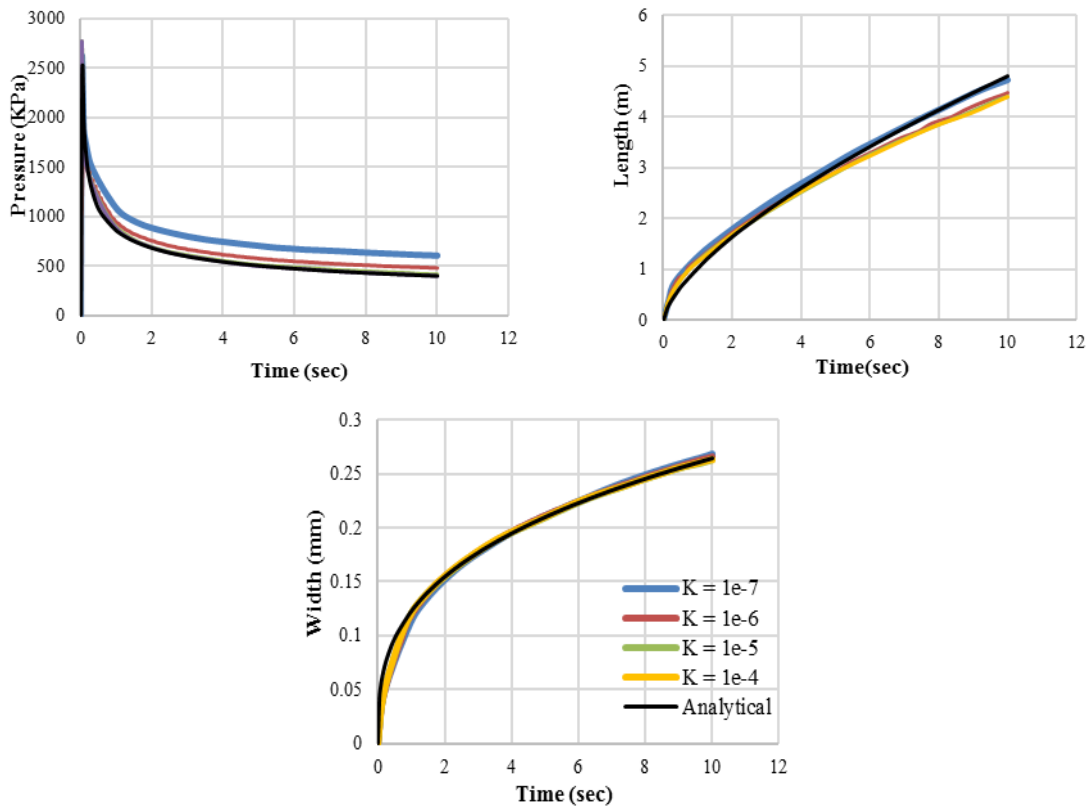 3000
2500
2000
1500
1000
500
0
Pressure (KPa)
0 2 4 6 8 10 12
Time (sec)
6
5
4
3
2
1
0
Length (m)
0 2 4 6 8 10 12
Time(sec)
0.3
0.25
0.2
0.15
0.1
0.05
0
Width (mm)
K = 1e-7
K = 1e-6
K = 1e-5
K = 1e-4
Analytical
0 2 4 6 8 10 12
Time (sec)